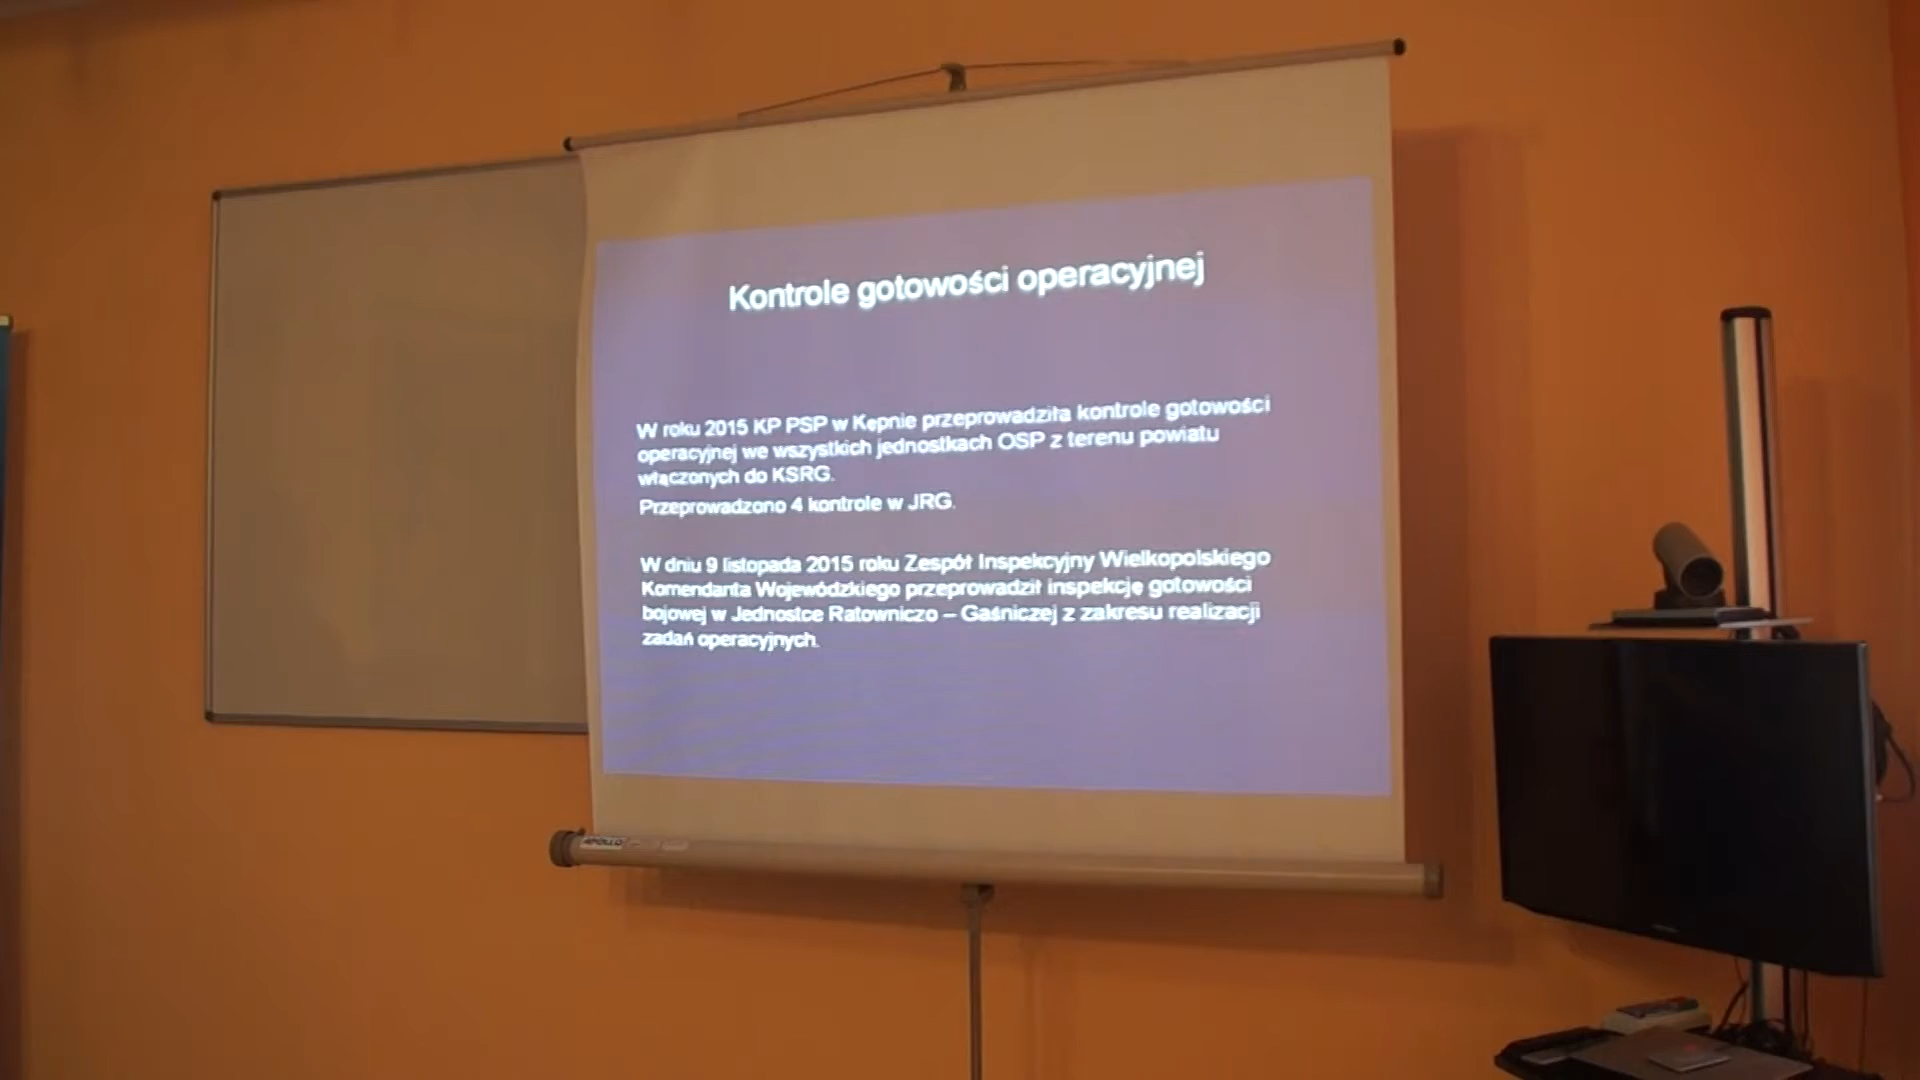 Kontrole gotowości operacyjnej
W roku 2015 KP PSP w Kępnie przeprowadziła kontrole gotowości
operacyjnej we wszystkich jednostkach OSP z terenu powiatu
włączonych do KSRG.
Przeprowadzono 4 kontrole w JRG.
W dniu 9 listopada 2015 roku Zespół Inspekcyjny Wielkopolskiego
Komendanta Wojewódzkiego przeprowadził inspekcję gotowości
bojowej w Jednostce Ratowniczo – Gaśniczej z zakresu realizacji
zadań operacyjnych.